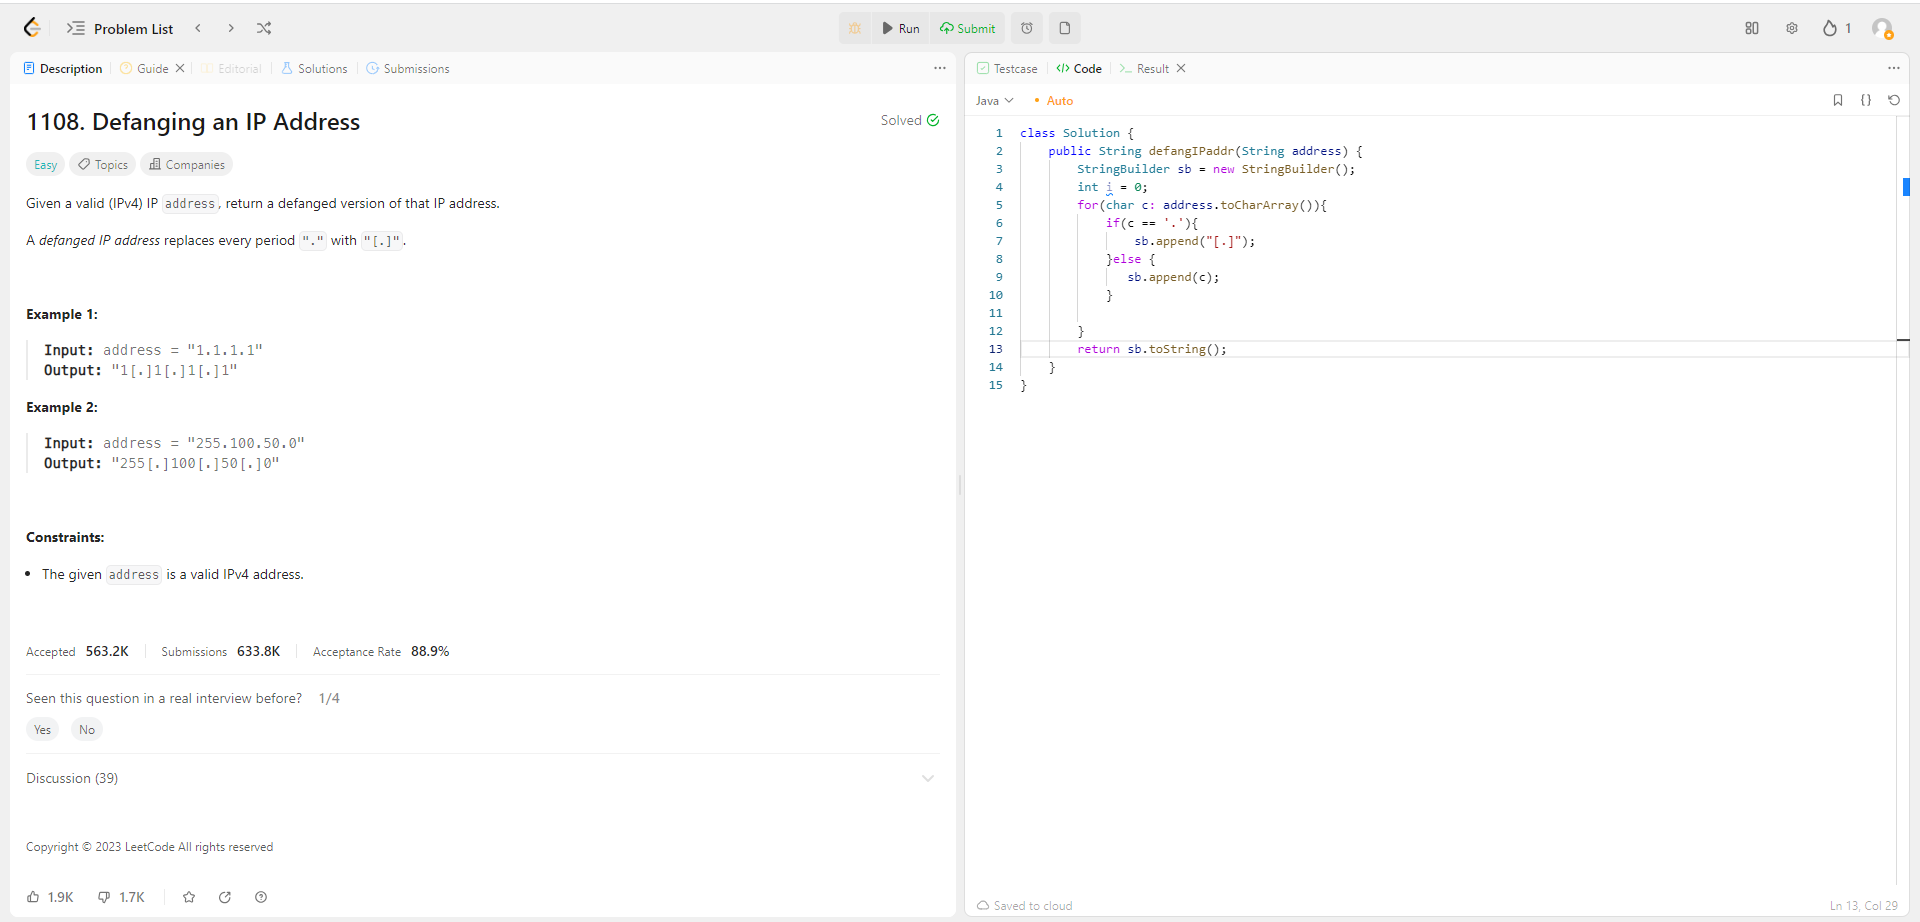 Problem List
Run
Submit
1
Description
Guide
Editorial
Solutions
Submissions
1108. Defanging an IP Address
Solved
Easy
Topics
Companies
Given a valid (IPv4) IP address, return a defanged version of that IP address.
A defanged IP address replaces every period "." with "[.]".
Example 1:
Input: address = "1.1.1.1"
Output: "1[.]1[.]1[.]1"
Example 2:
Input: address = "255.100.50.0"
Output: "255[.]100[.]50[.]0"
Constraints:
• The given address is a valid IPv4 address.
Accepted 563.2K Submissions 633.8K Acceptance Rate 88.9%
Seen this question in a real interview before? 1/4
Yes No
Discussion (39)
Copyright © 2023 LeetCode All rights reserved
1.9K 1.7K
Testcase
</> Code
>_ Result
Java
• Auto
{}
1 class Solution {
2 public String defangIPaddr(String address) {
3 StringBuilder sb = new StringBuilder();
4 int i = 0;
5 for(char c: address.toCharArray()){
6 if(c == '.'){
7 sb.append("[.]");
8 }else {
9 sb.append(c);
10 }
11
12 }
13 return sb.toString();
14 }
15 }
Saved to cloud
Ln 13, Col 29